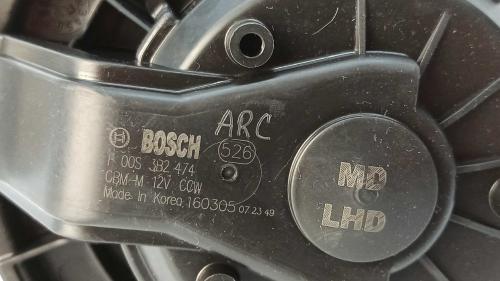 ARC
BOSCH
526
F 00S 3B2 474
CBM-M 12V CCW
Made In Korea 160305 07 23 49
MD
LHD